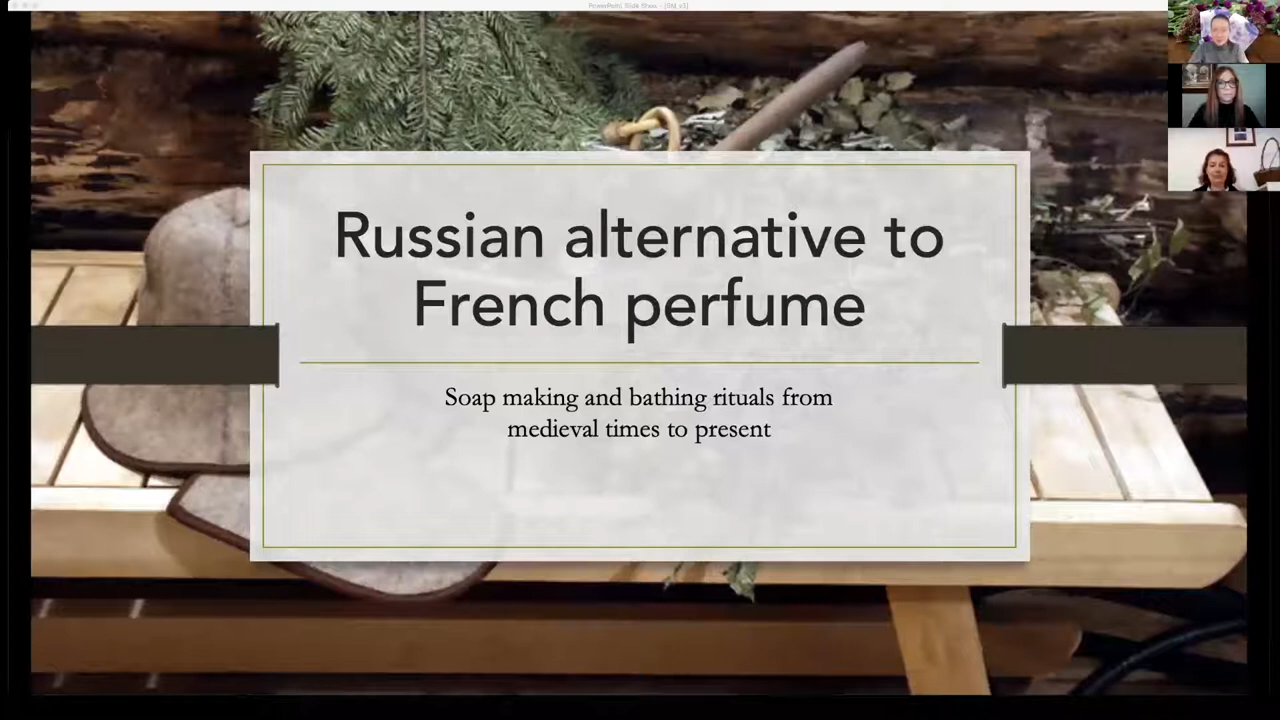 Russian alternative to
French perfume
Soap making and bathing rituals from
medieval times to present